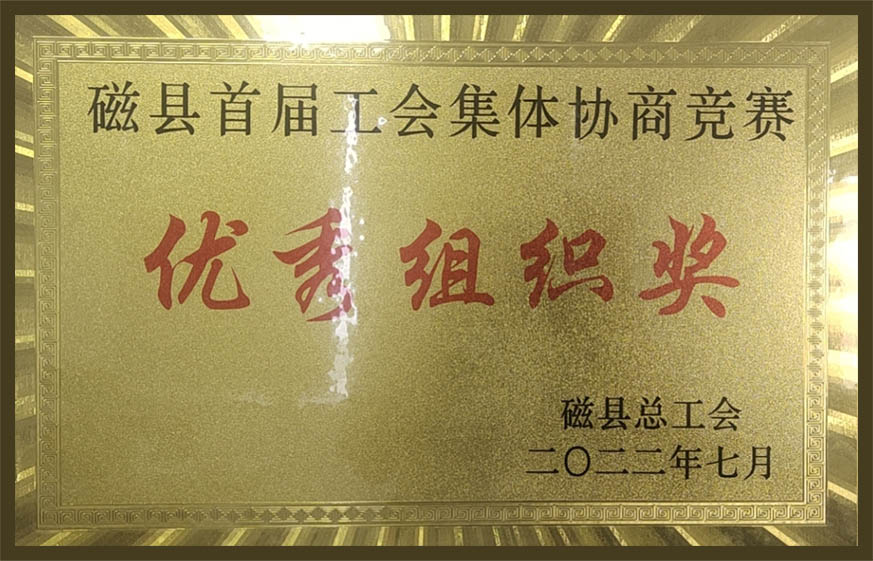 磁县首届工会集体协商竞赛
优秀组织奖
磁县总工会
二〇二二年七月